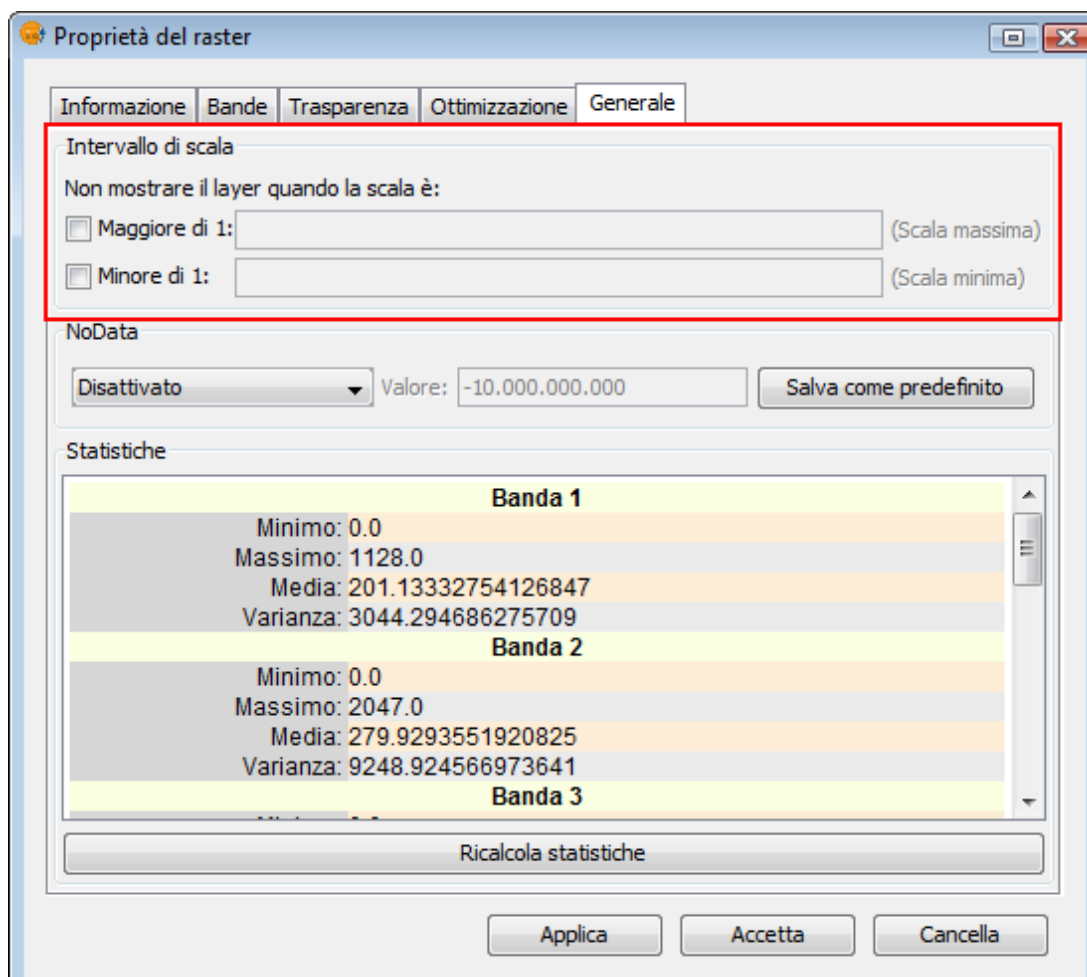 Proprietà del raster
Informazione Bande Trasparenza Ottimizzazione Generale
Intervallo di scala
Non mostrare il layer quando la scala è:
Maggiore di 1: (Scala massima)
Minore di 1: (Scala minima)
NoData
Disattivato Valore: -10.000.000.000 Salva come predefinito
Statistiche
Banda 1
Minimo: 0.0
Massimo: 1128.0
Media: 201.13332754126847
Varianza: 3044.294686275709
Banda 2
Minimo: 0.0
Massimo: 2047.0
Media: 279.9293551920825
Varianza: 9248.924566973641
Banda 3
Ricalcola statistiche
Applica Accetta Cancella